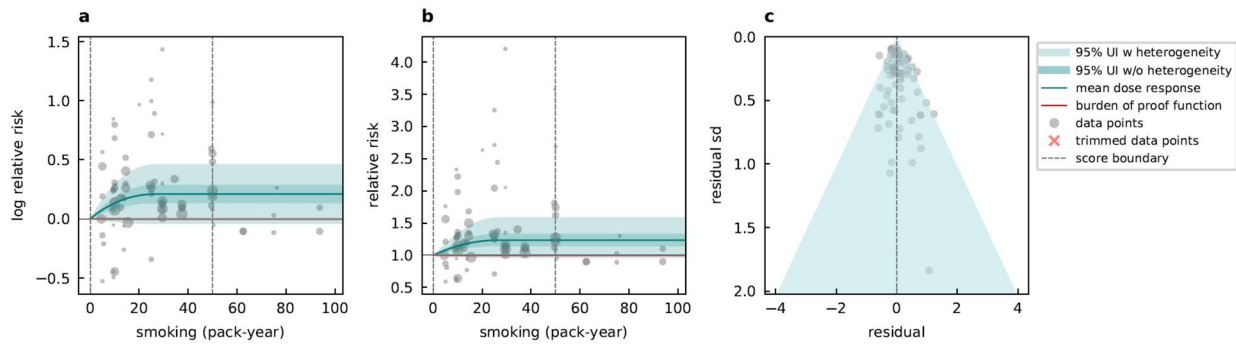 a
log relative risk
1.5
1.0
0.5
0.0
−0.5
0 20 40 60 80 100
smoking (pack-year)
b
relative risk
4.0
3.5
3.0
2.5
2.0
1.5
1.0
0.5
0 20 40 60 80 100
smoking (pack-year)
c
residual sd
0.0
0.5
1.0
1.5
2.0
−4 −2 0 2 4
residual
95% UI w heterogeneity
95% UI w/o heterogeneity
mean dose response
burden of proof function
data points
trimmed data points
score boundary